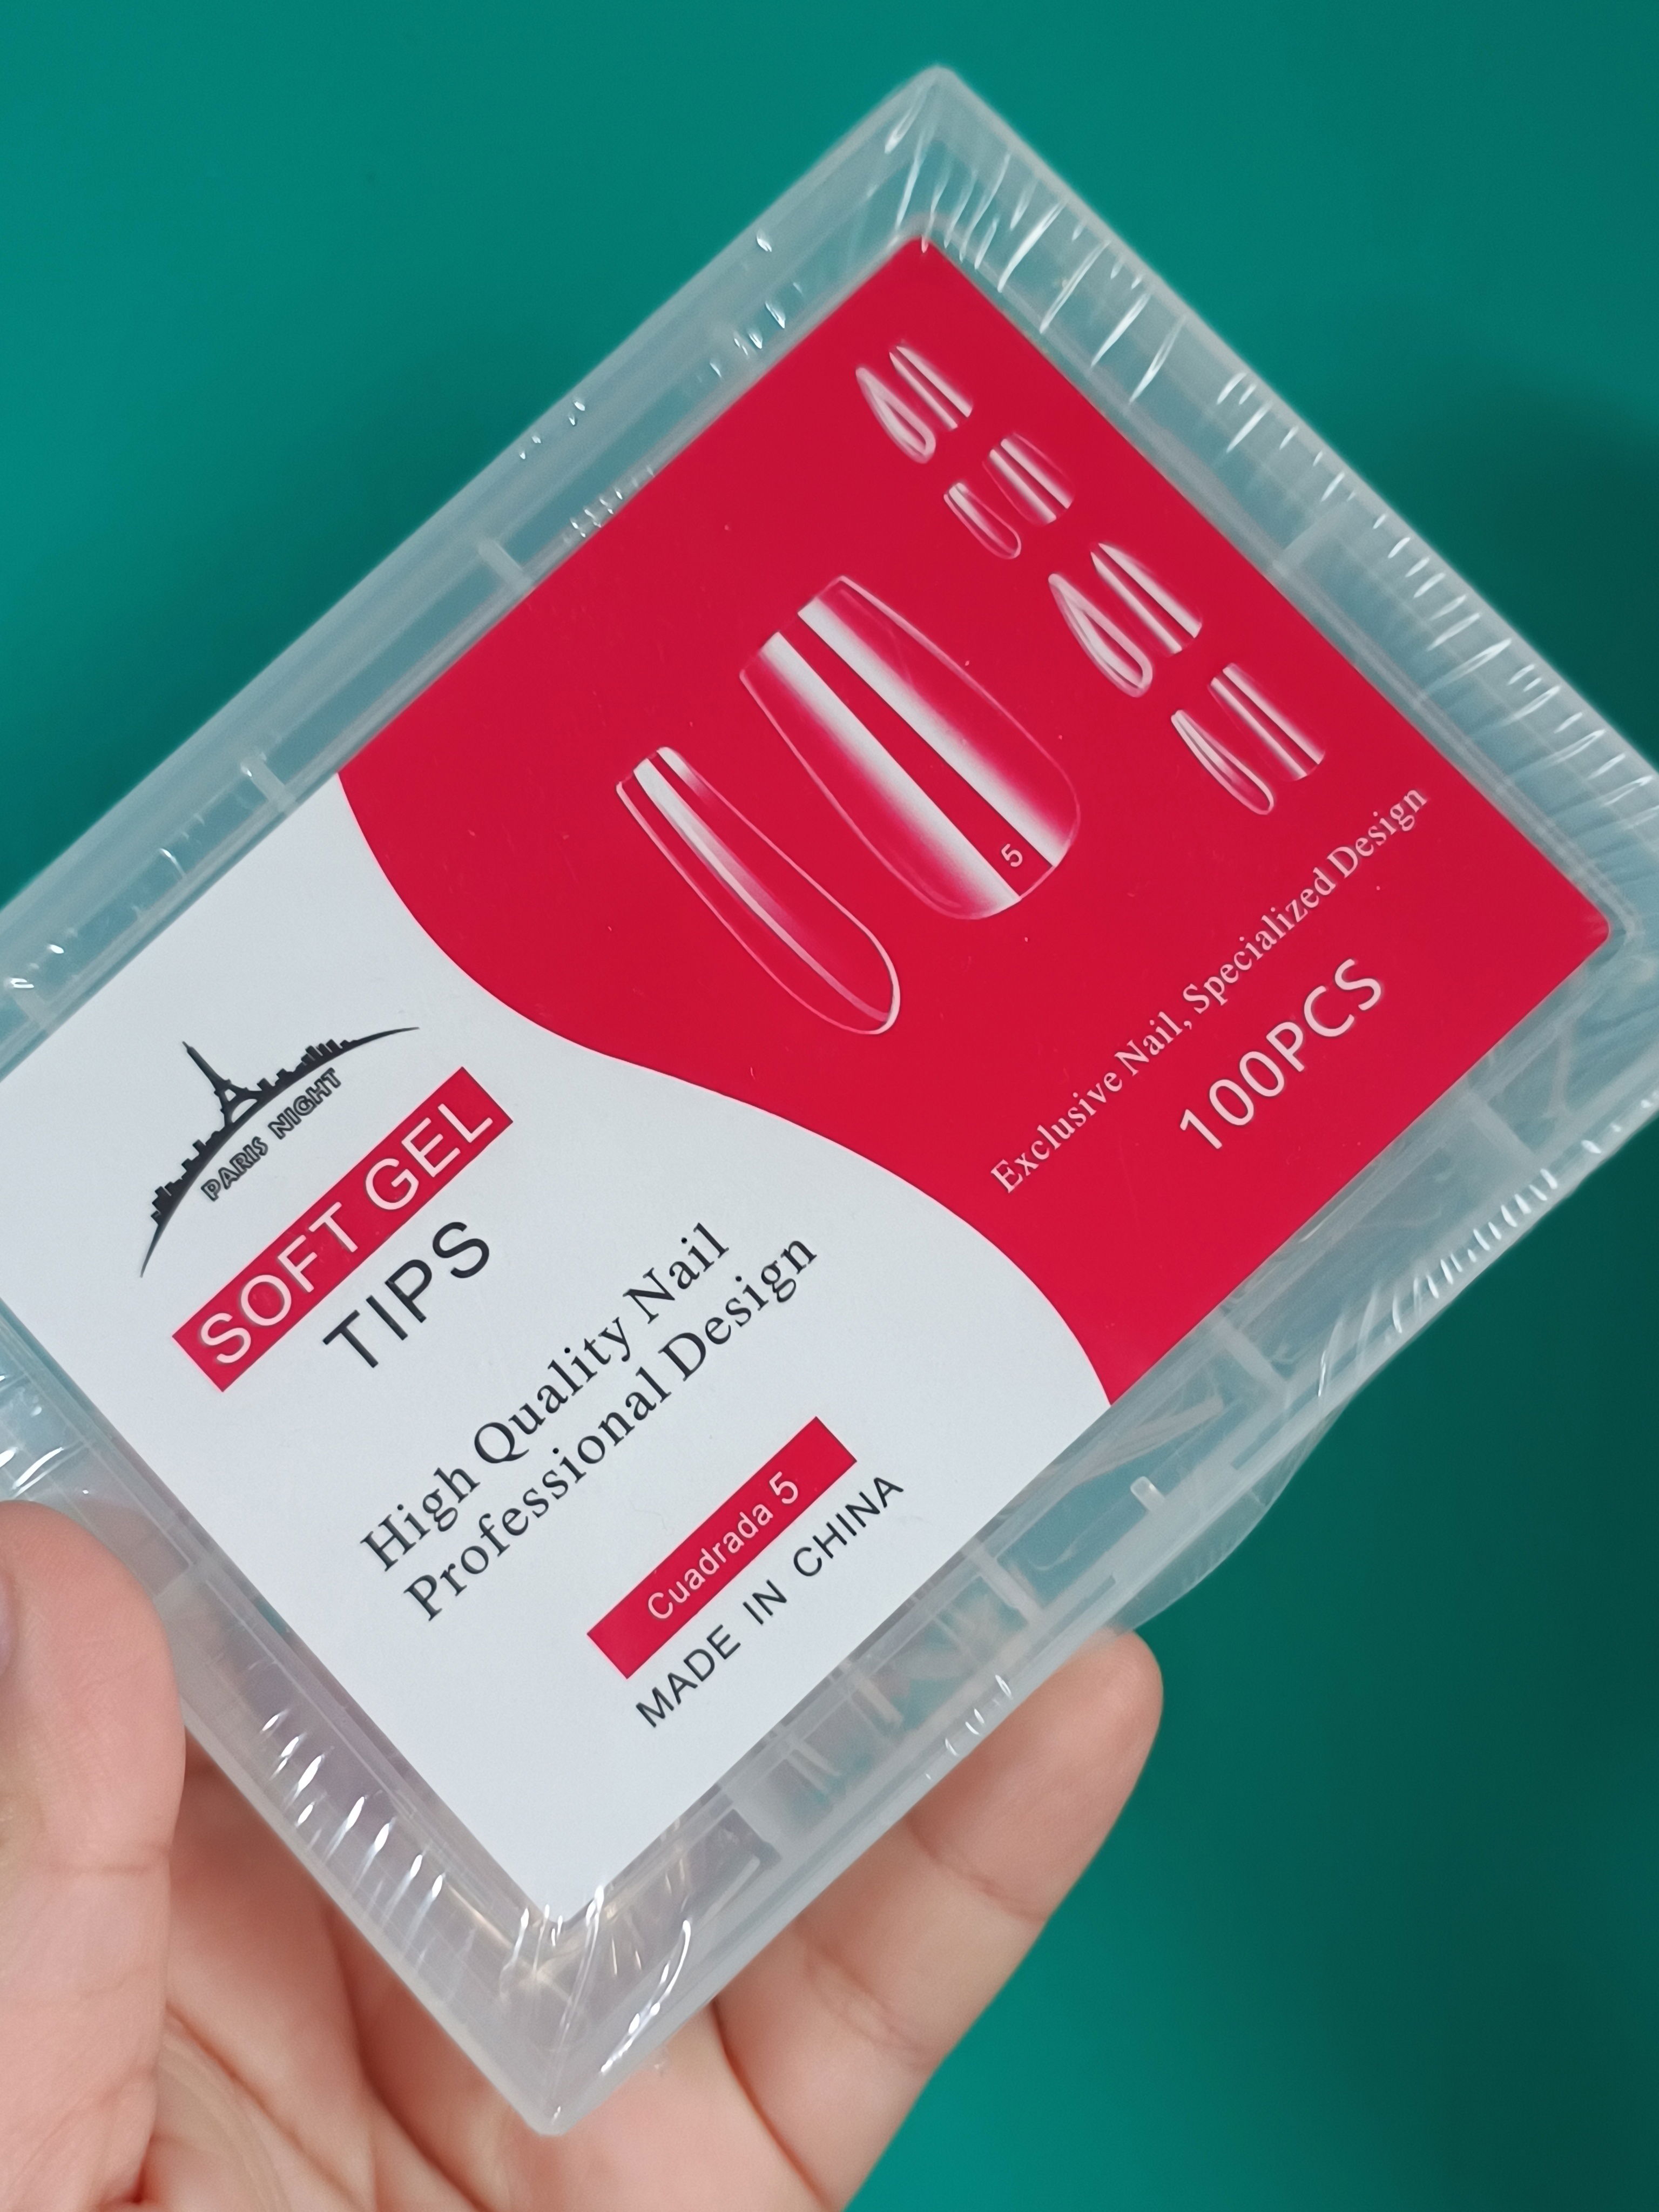 PARIS NIGHT
SOFT GEL
TIPS
High Quality Nail
Professional Design
Cuadrada 5
MADE IN CHINA
5
Exclusive Nail, Specialized Design
100PCS